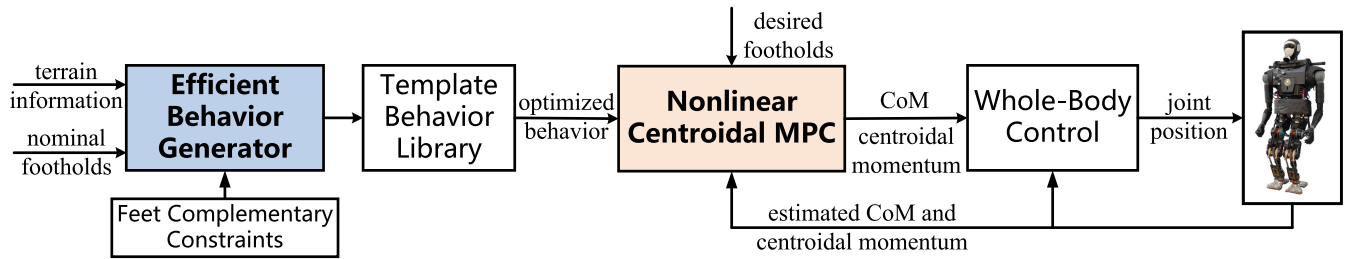 terrain
information
nominal
footholds
Efficient
Behavior
Generator
Feet Complementary
Constraints
Template
Behavior
Library
optimized
behavior
desired
footholds
Nonlinear
Centroidal MPC
CoM
centroidal
momentum
Whole-Body
Control
joint
position
estimated CoM and
centroidal momentum